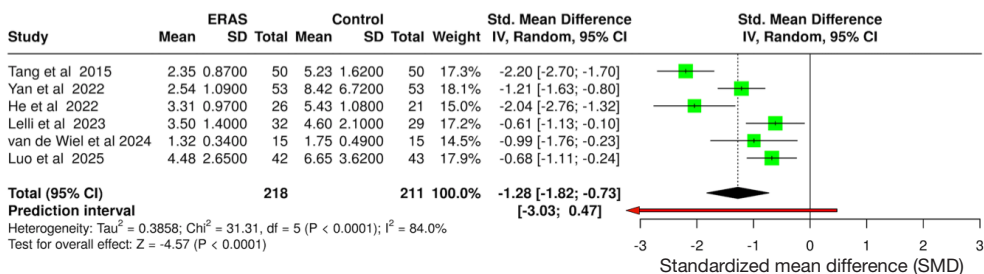 ERAS Control Std. Mean Difference Std. Mean Difference
Study Mean SD Total Mean SD Total Weight IV, Random, 95% CI IV, Random, 95% CI
Tang et al 2015 2.35 0.8700 50 5.23 1.6200 50 17.3% -2.20 [-2.70; -1.70]
Yan et al 2022 2.54 1.0900 53 8.42 6.7200 53 18.1% -1.21 [-1.63; -0.80]
He et al 2022 3.31 0.9700 26 5.43 1.0800 21 15.0% -2.04 [-2.76; -1.32]
Lelli et al 2023 3.50 1.4000 32 4.60 2.1000 29 17.2% -0.61 [-1.13; -0.10]
van de Wiel et al 2024 1.32 0.3400 15 1.75 0.4900 15 14.5% -0.99 [-1.76; -0.23]
Luo et al 2025 4.48 2.6500 42 6.65 3.6200 43 17.9% -0.68 [-1.11; -0.24]
Total (95% CI) 218 211 100.0% -1.28 [-1.82; -0.73]
Prediction interval [-3.03; 0.47]
Heterogeneity: Tau² = 0.3858; Chi² = 31.31, df = 5 (P < 0.0001); I² = 84.0%
Test for overall effect: Z = -4.57 (P < 0.0001)
-3 -2 -1 0 1 2 3
Standardized mean difference (SMD)